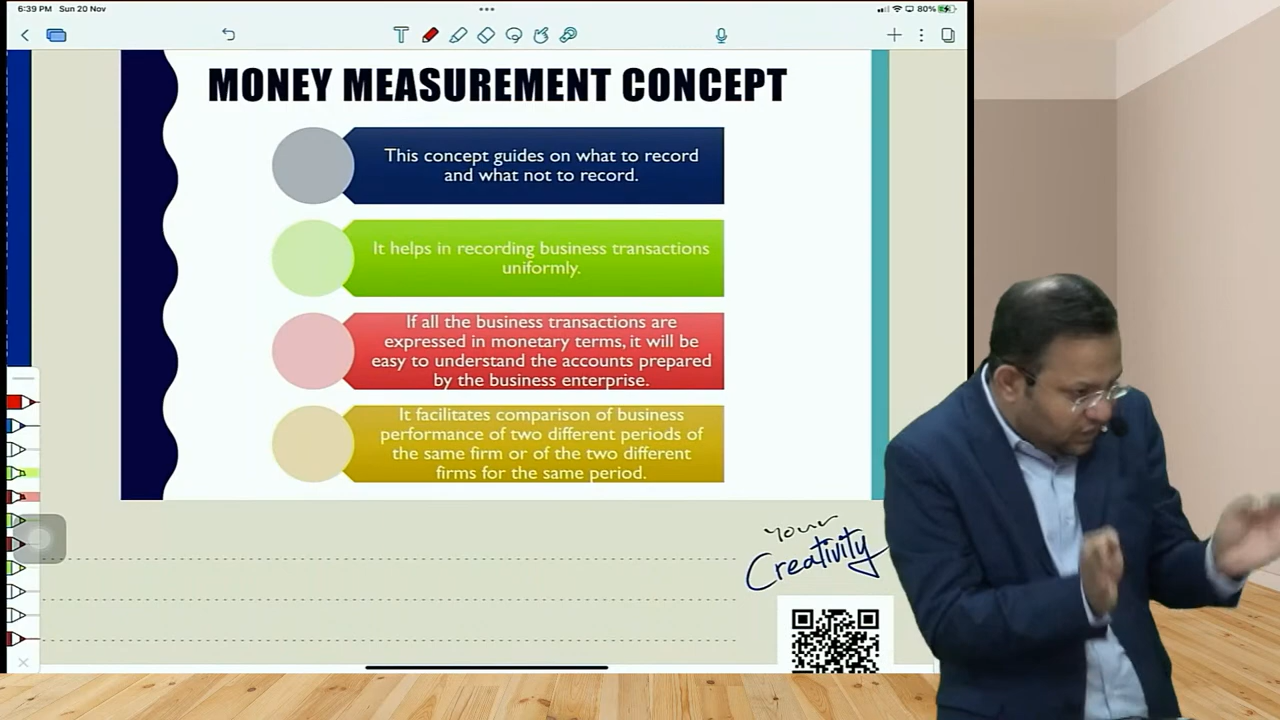 6:39 PM Sun 20 Nov
80%
MONEY MEASUREMENT CONCEPT
This concept guides on what to record
and what not to record.
It helps in recording business transactions
uniformly.
If all the business transactions are
expressed in monetary terms, it will be
easy to understand the accounts prepared
by the business enterprise.
It facilitates comparison of business
performance of two different periods of
the same firm or of the two different
firms for the same period.
your
Creativity